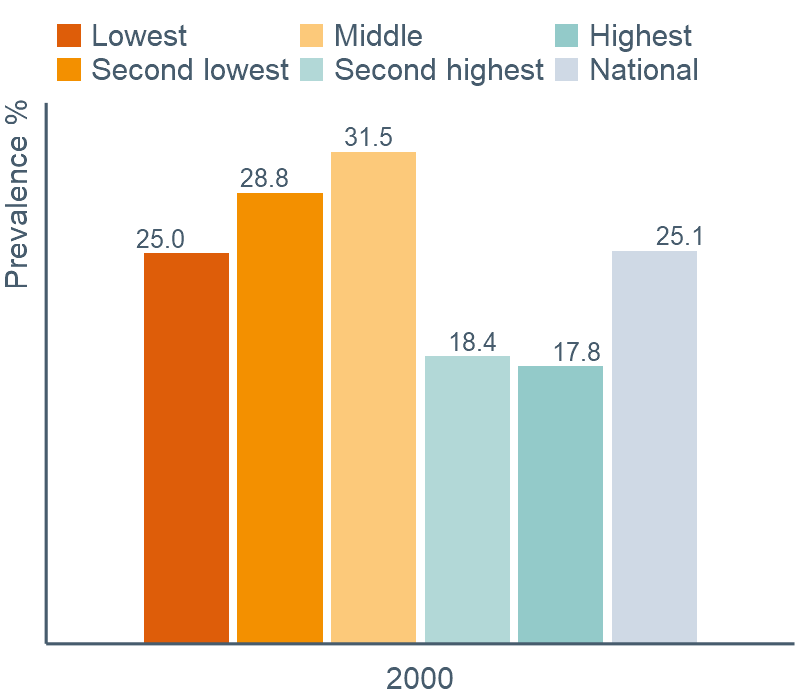 Lowest Middle Highest
Second lowest Second highest National
Prevalence %
31.5
28.8
25.0
25.1
18.4
17.8
2000